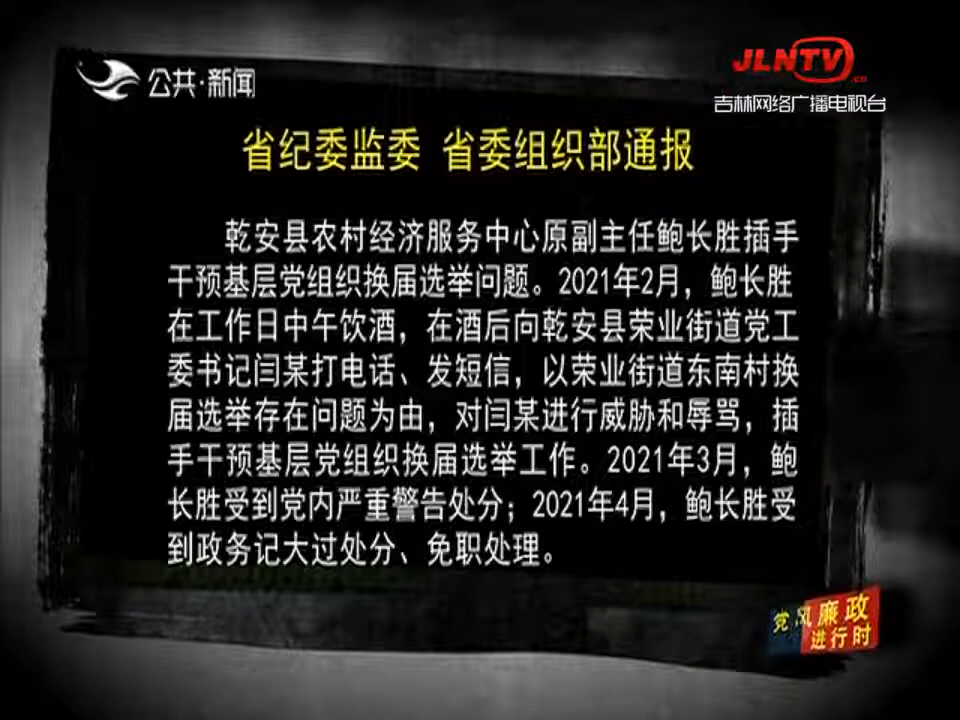 公共·新闻
JLNTV.cn
吉林网络广播电视台
省纪委监委 省委组织部通报
乾安县农村经济服务中心原副主任鲍长胜插手
干预基层党组织换届选举问题。2021年2月，鲍长胜
在工作日中午饮酒，在酒后向乾安县荣业街道党工
委书记闫某打电话、发短信，以荣业街道东南村换
届选举存在问题为由，对闫某进行威胁和辱骂，插
手干预基层党组织换届选举工作。2021年3月，鲍
长胜受到党内严重警告处分；2021年4月，鲍长胜受
到政务记大过处分、免职处理。
党风廉政
进行时